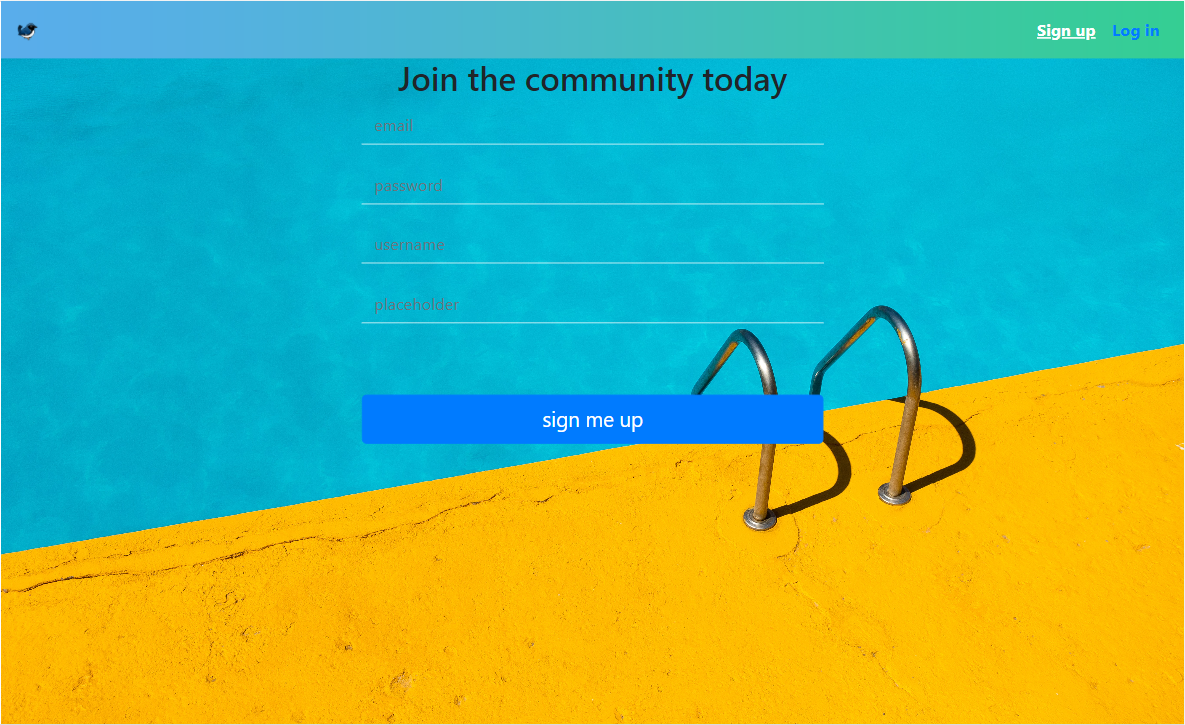 Sign up Log in
Join the community today
email
password
username
placeholder
sign me up